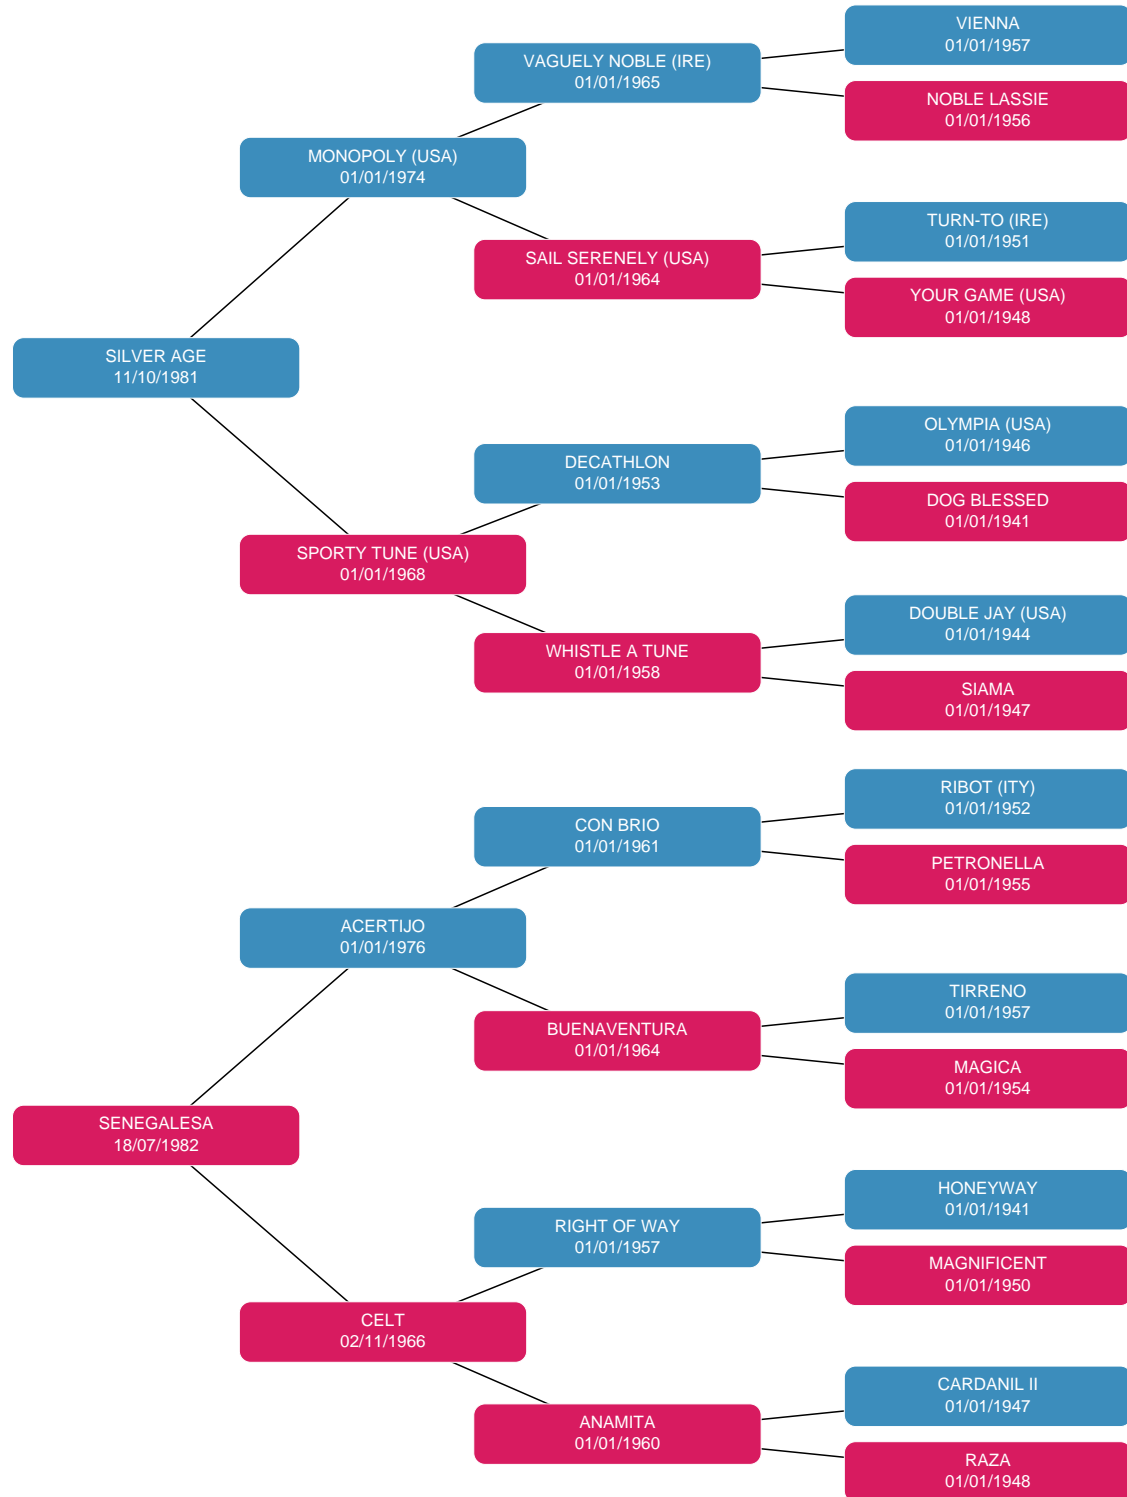 VIENNA
01/01/1957
VAGUELY NOBLE (IRE)
01/01/1965
NOBLE LASSIE
01/01/1956
MONOPOLY (USA)
01/01/1974
TURN-TO (IRE)
01/01/1951
SAIL SERENELY (USA)
01/01/1964
YOUR GAME (USA)
01/01/1948
SILVER AGE
11/10/1981
OLYMPIA (USA)
01/01/1946
DECATHLON
01/01/1953
DOG BLESSED
01/01/1941
SPORTY TUNE (USA)
01/01/1968
DOUBLE JAY (USA)
01/01/1944
WHISTLE A TUNE
01/01/1958
SIAMA
01/01/1947
RIBOT (ITY)
01/01/1952
CON BRIO
01/01/1961
PETRONELLA
01/01/1955
ACERTIJO
01/01/1976
TIRRENO
01/01/1957
BUENAVENTURA
01/01/1964
MAGICA
01/01/1954
SENEGALESA
18/07/1982
HONEYWAY
01/01/1941
RIGHT OF WAY
01/01/1957
MAGNIFICENT
01/01/1950
CELT
02/11/1966
CARDANIL II
01/01/1947
ANAMITA
01/01/1960
RAZA
01/01/1948